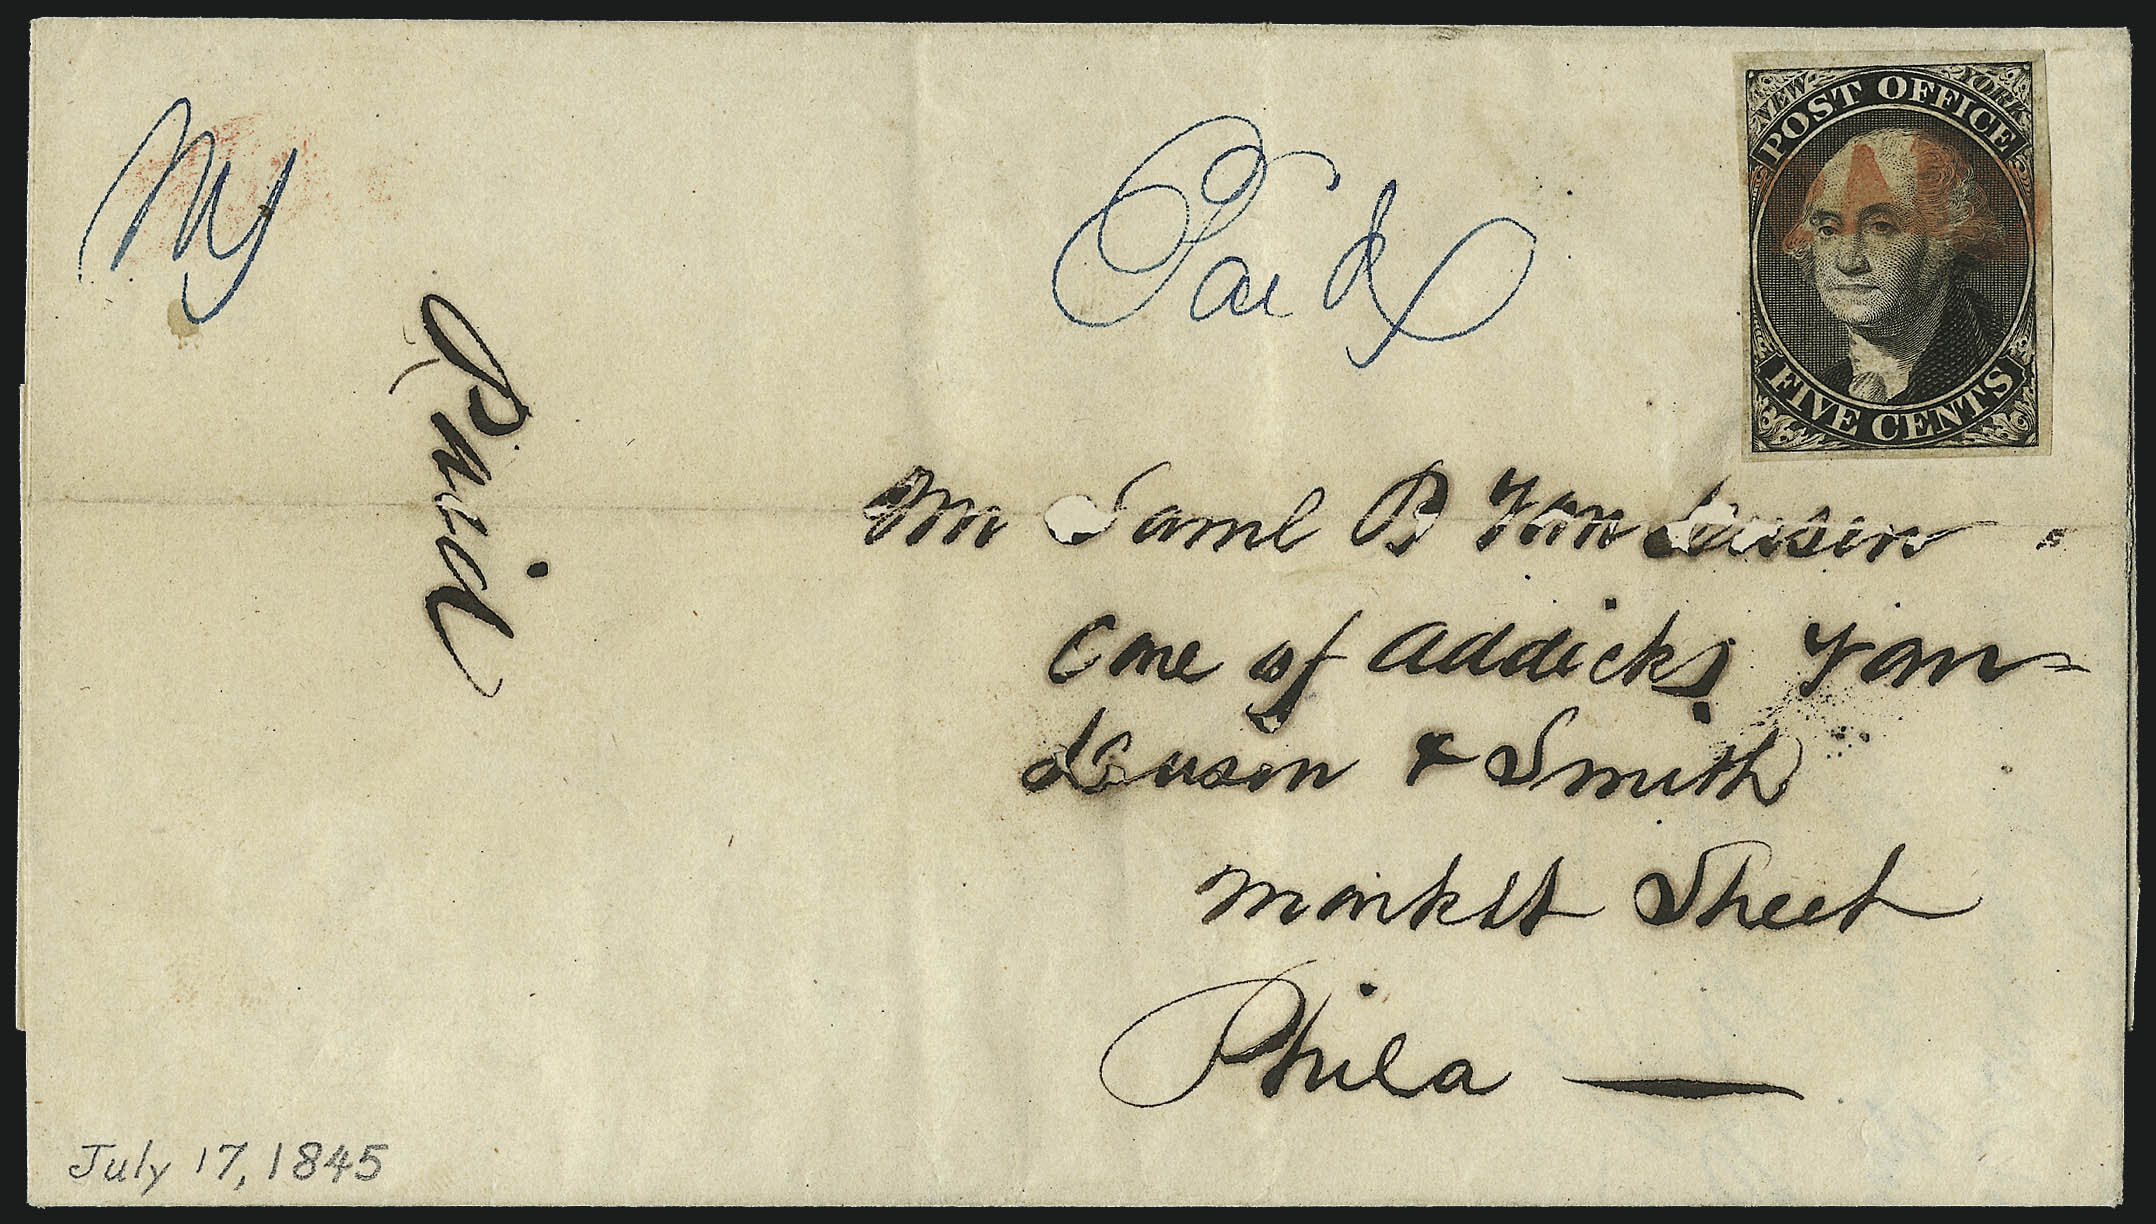 NY
Paid
Paid
NEW YORK
POST OFFICE
FIVE CENTS
Mr Saml B Van Dusen
Care of Addicks Van-
Dusen & Smith
Market Street
Phila
July 17, 1845